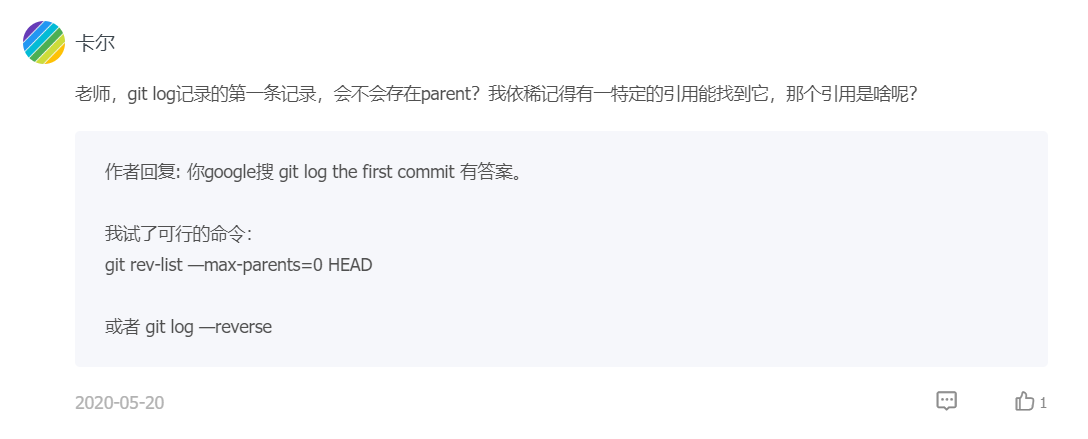 卡尔
老师，git log记录的第一条记录，会不会存在parent？我依稀记得有一特定的引用能找到它，那个引用是啥呢？
作者回复: 你google搜 git log the first commit 有答案。
我试了可行的命令：
git rev-list —max-parents=0 HEAD
或者 git log —reverse
2020-05-20
1